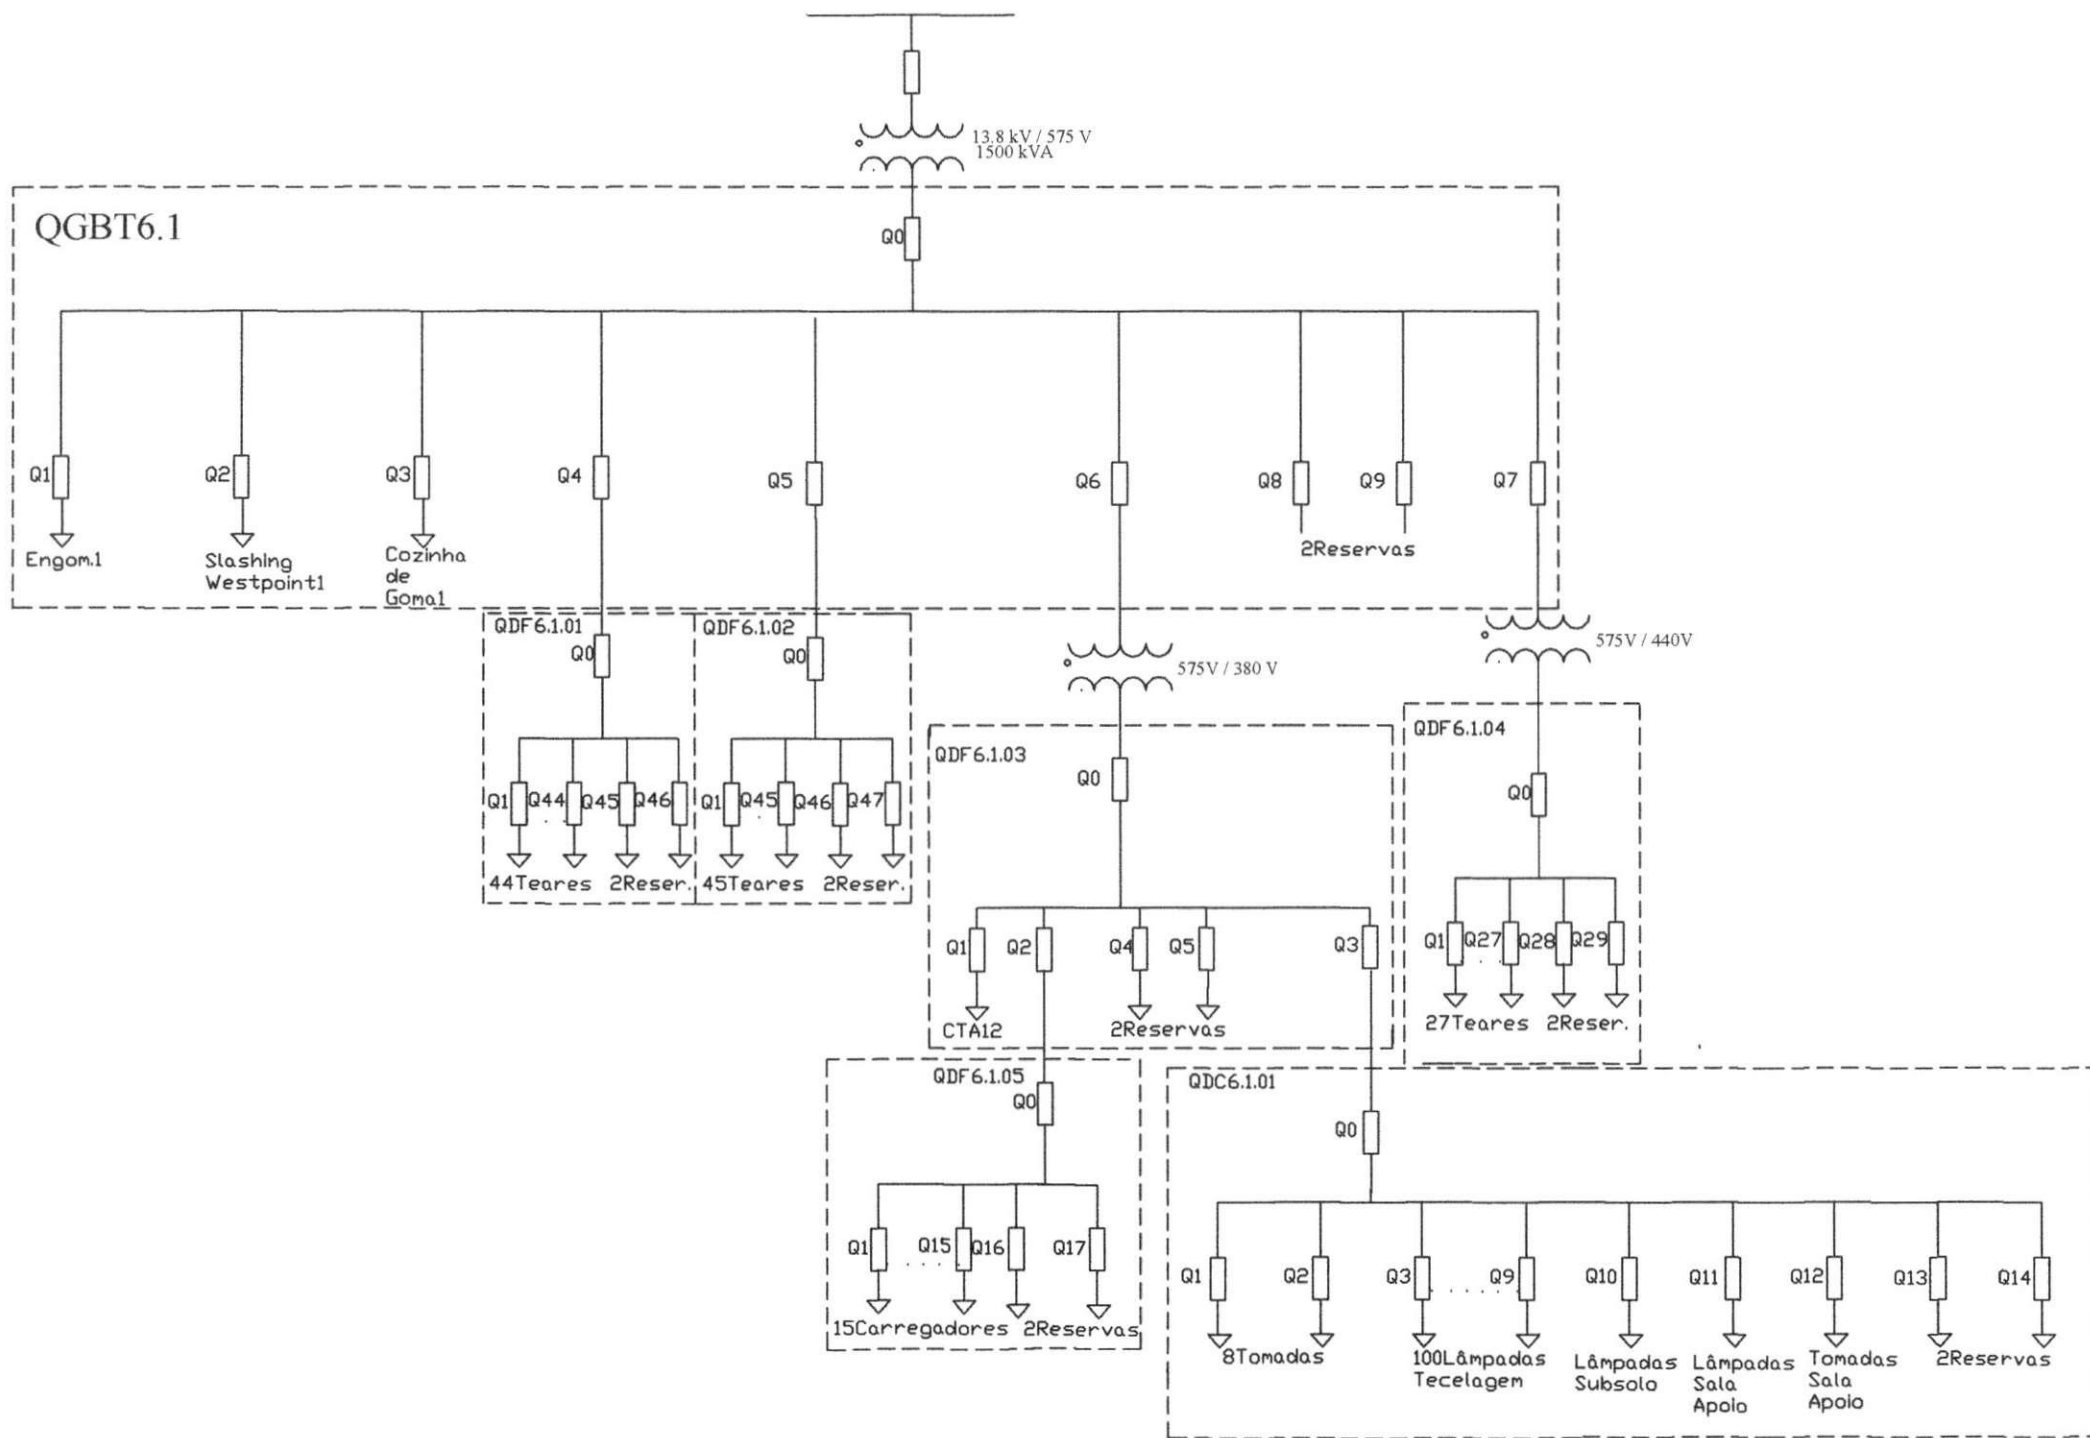 13.8 kV / 575 V
1500 kVA
QGBT6.1
Q0
Q1
Q2
Q3
Q4
Q5
Q6
Q8
Q9
Q7
Engom.1
Slashing
Westpoint1
Cozinha
de
Goma1
2Reservas
QDF6.1.01
Q0
Q1
Q44
Q45
Q46
44Teares
2Reser.
QDF6.1.02
Q0
Q1
Q45
Q46
Q47
45Teares
2Reser.
575V / 380 V
575V / 440V
QDF6.1.03
Q0
Q1
Q2
Q4
Q5
Q3
CTA12
2Reservas
QDF6.1.04
Q0
Q1
Q27
Q28
Q29
27Teares
2Reser.
QDF6.1.05
Q0
Q1
Q15
Q16
Q17
15Carregadores
2Reservas
QDC6.1.01
Q0
Q1
Q2
Q3
Q9
Q10
Q11
Q12
Q13
Q14
8Tomadas
100Lâmpadas
Tecelagem
Lâmpadas
Subsolo
Lâmpadas
Sala
Apoio
Tomadas
Sala
Apoio
2Reservas